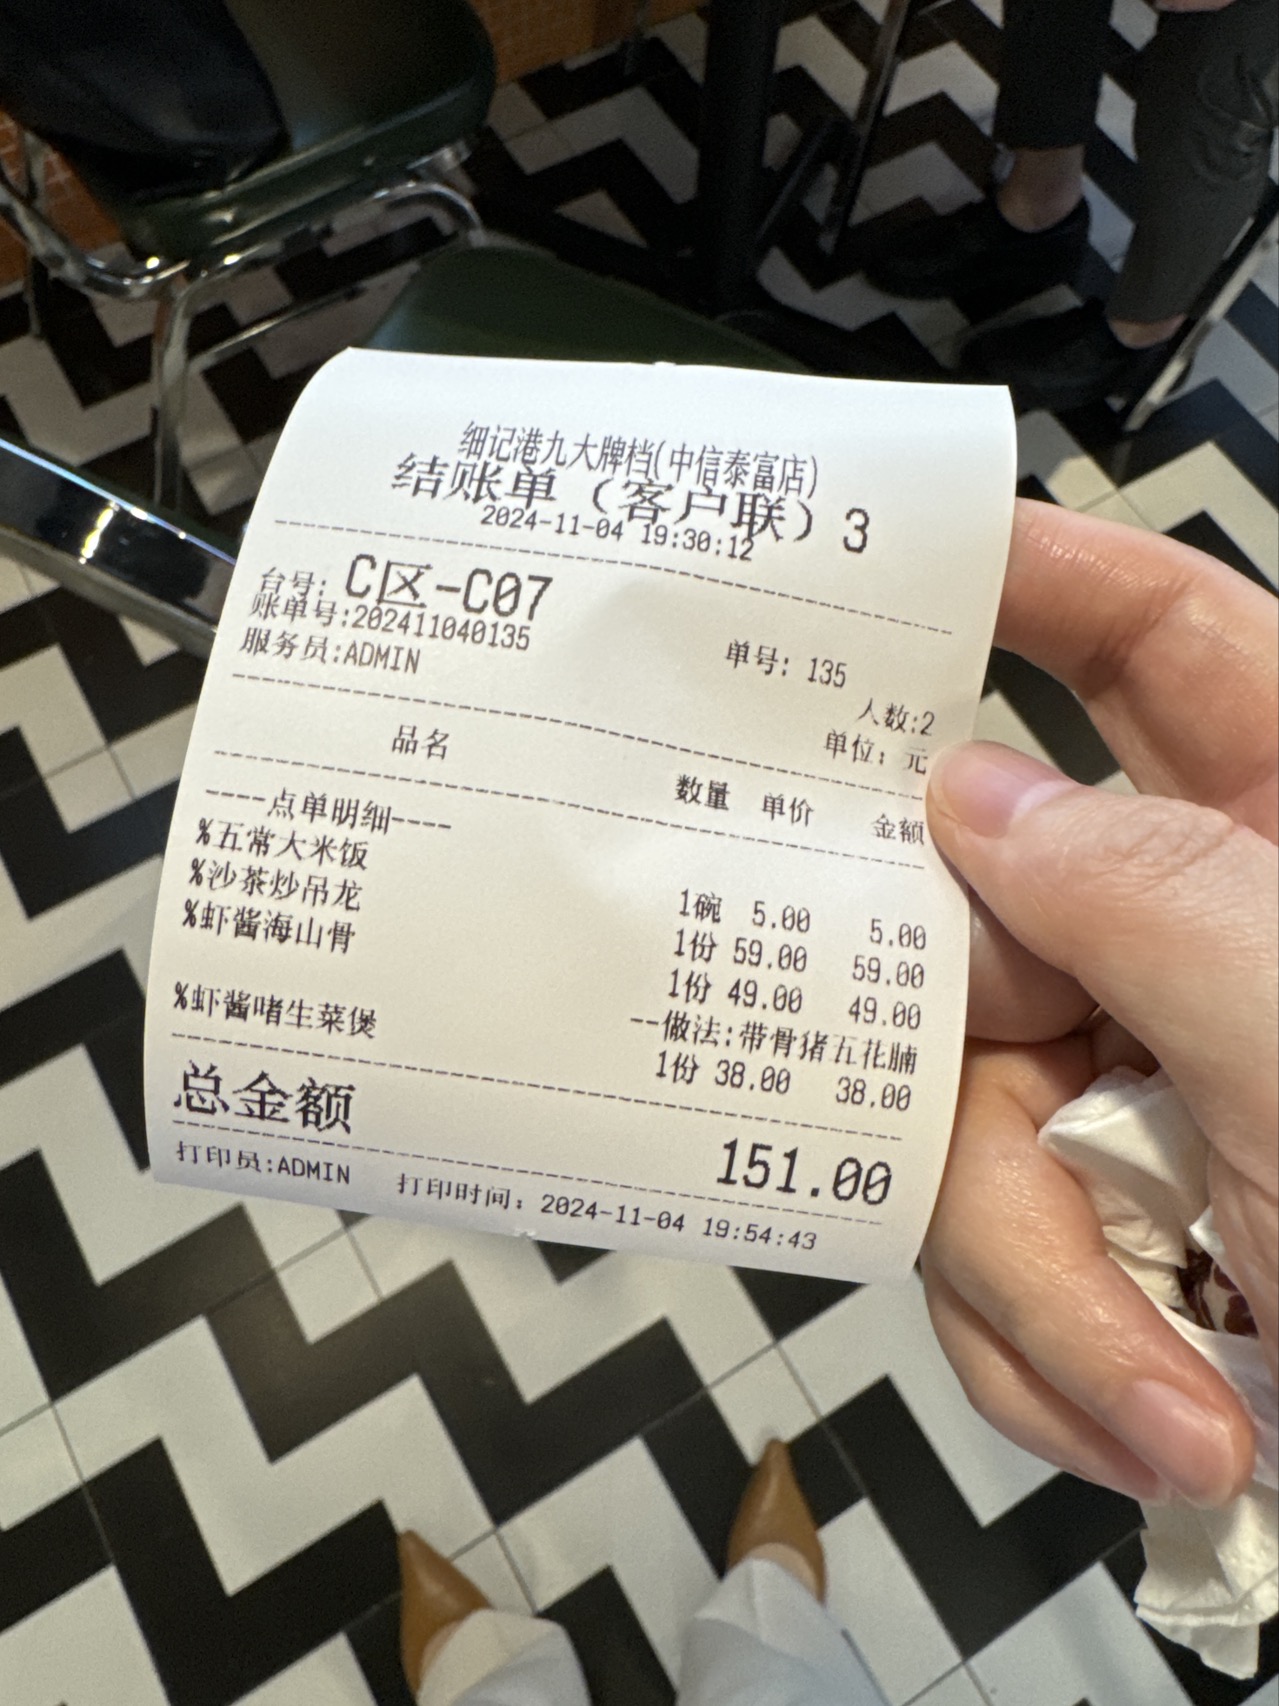 细记港九大牌档(中信泰富店)
结账单（客户联）3
2024-11-04 19:30:12
台号: C区-C07
账单号:202411040135 单号: 135
服务员:ADMIN 人数:2
单位: 元
品名 数量 单价 金额
----点单明细----
%五常大米饭 1碗 5.00 5.00
%沙茶炒吊龙 1份 59.00 59.00
%虾酱海山骨 1份 49.00 49.00
--做法:带骨猪五花腩
%虾酱啫生菜煲 1份 38.00 38.00
总金额 151.00
打印员:ADMIN 打印时间: 2024-11-04 19:54:43